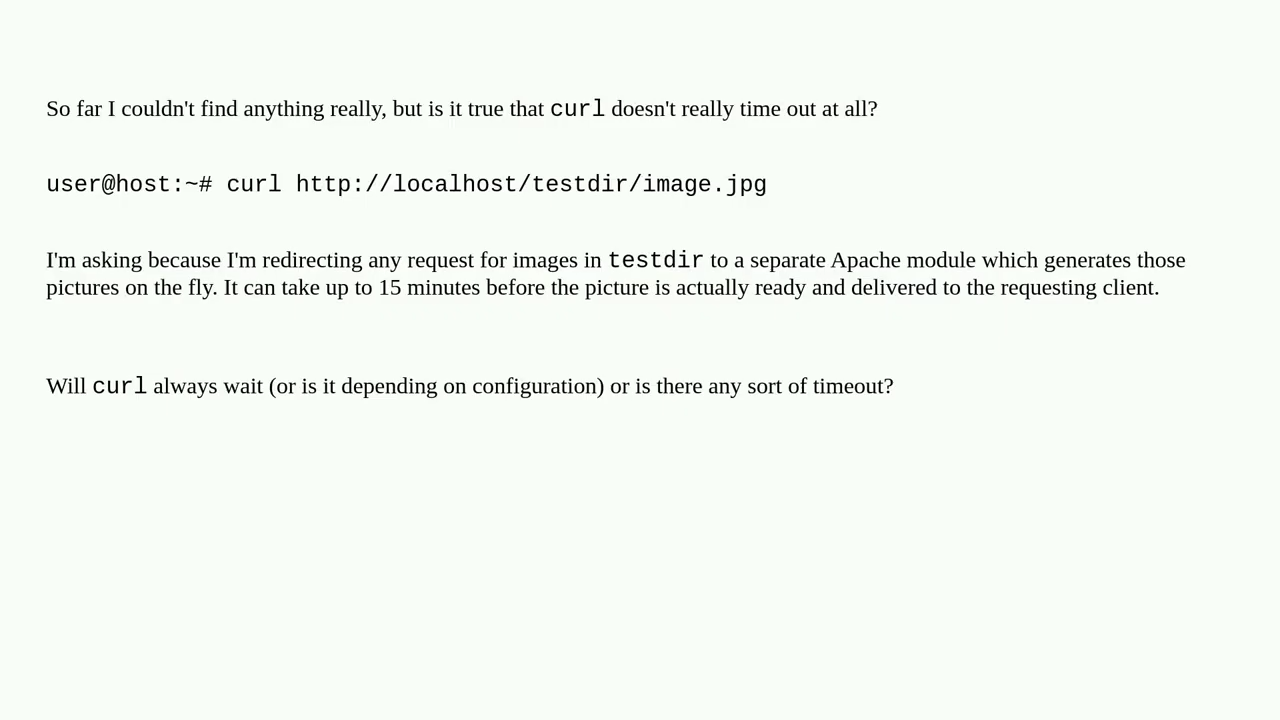 So far I couldn't find anything really, but is it true that curl doesn't really time out at all?
user@host:~# curl http://localhost/testdir/image.jpg
I'm asking because I'm redirecting any request for images in testdir to a separate Apache module which generates those
pictures on the fly. It can take up to 15 minutes before the picture is actually ready and delivered to the requesting client.
Will curl always wait (or is it depending on configuration) or is there any sort of timeout?